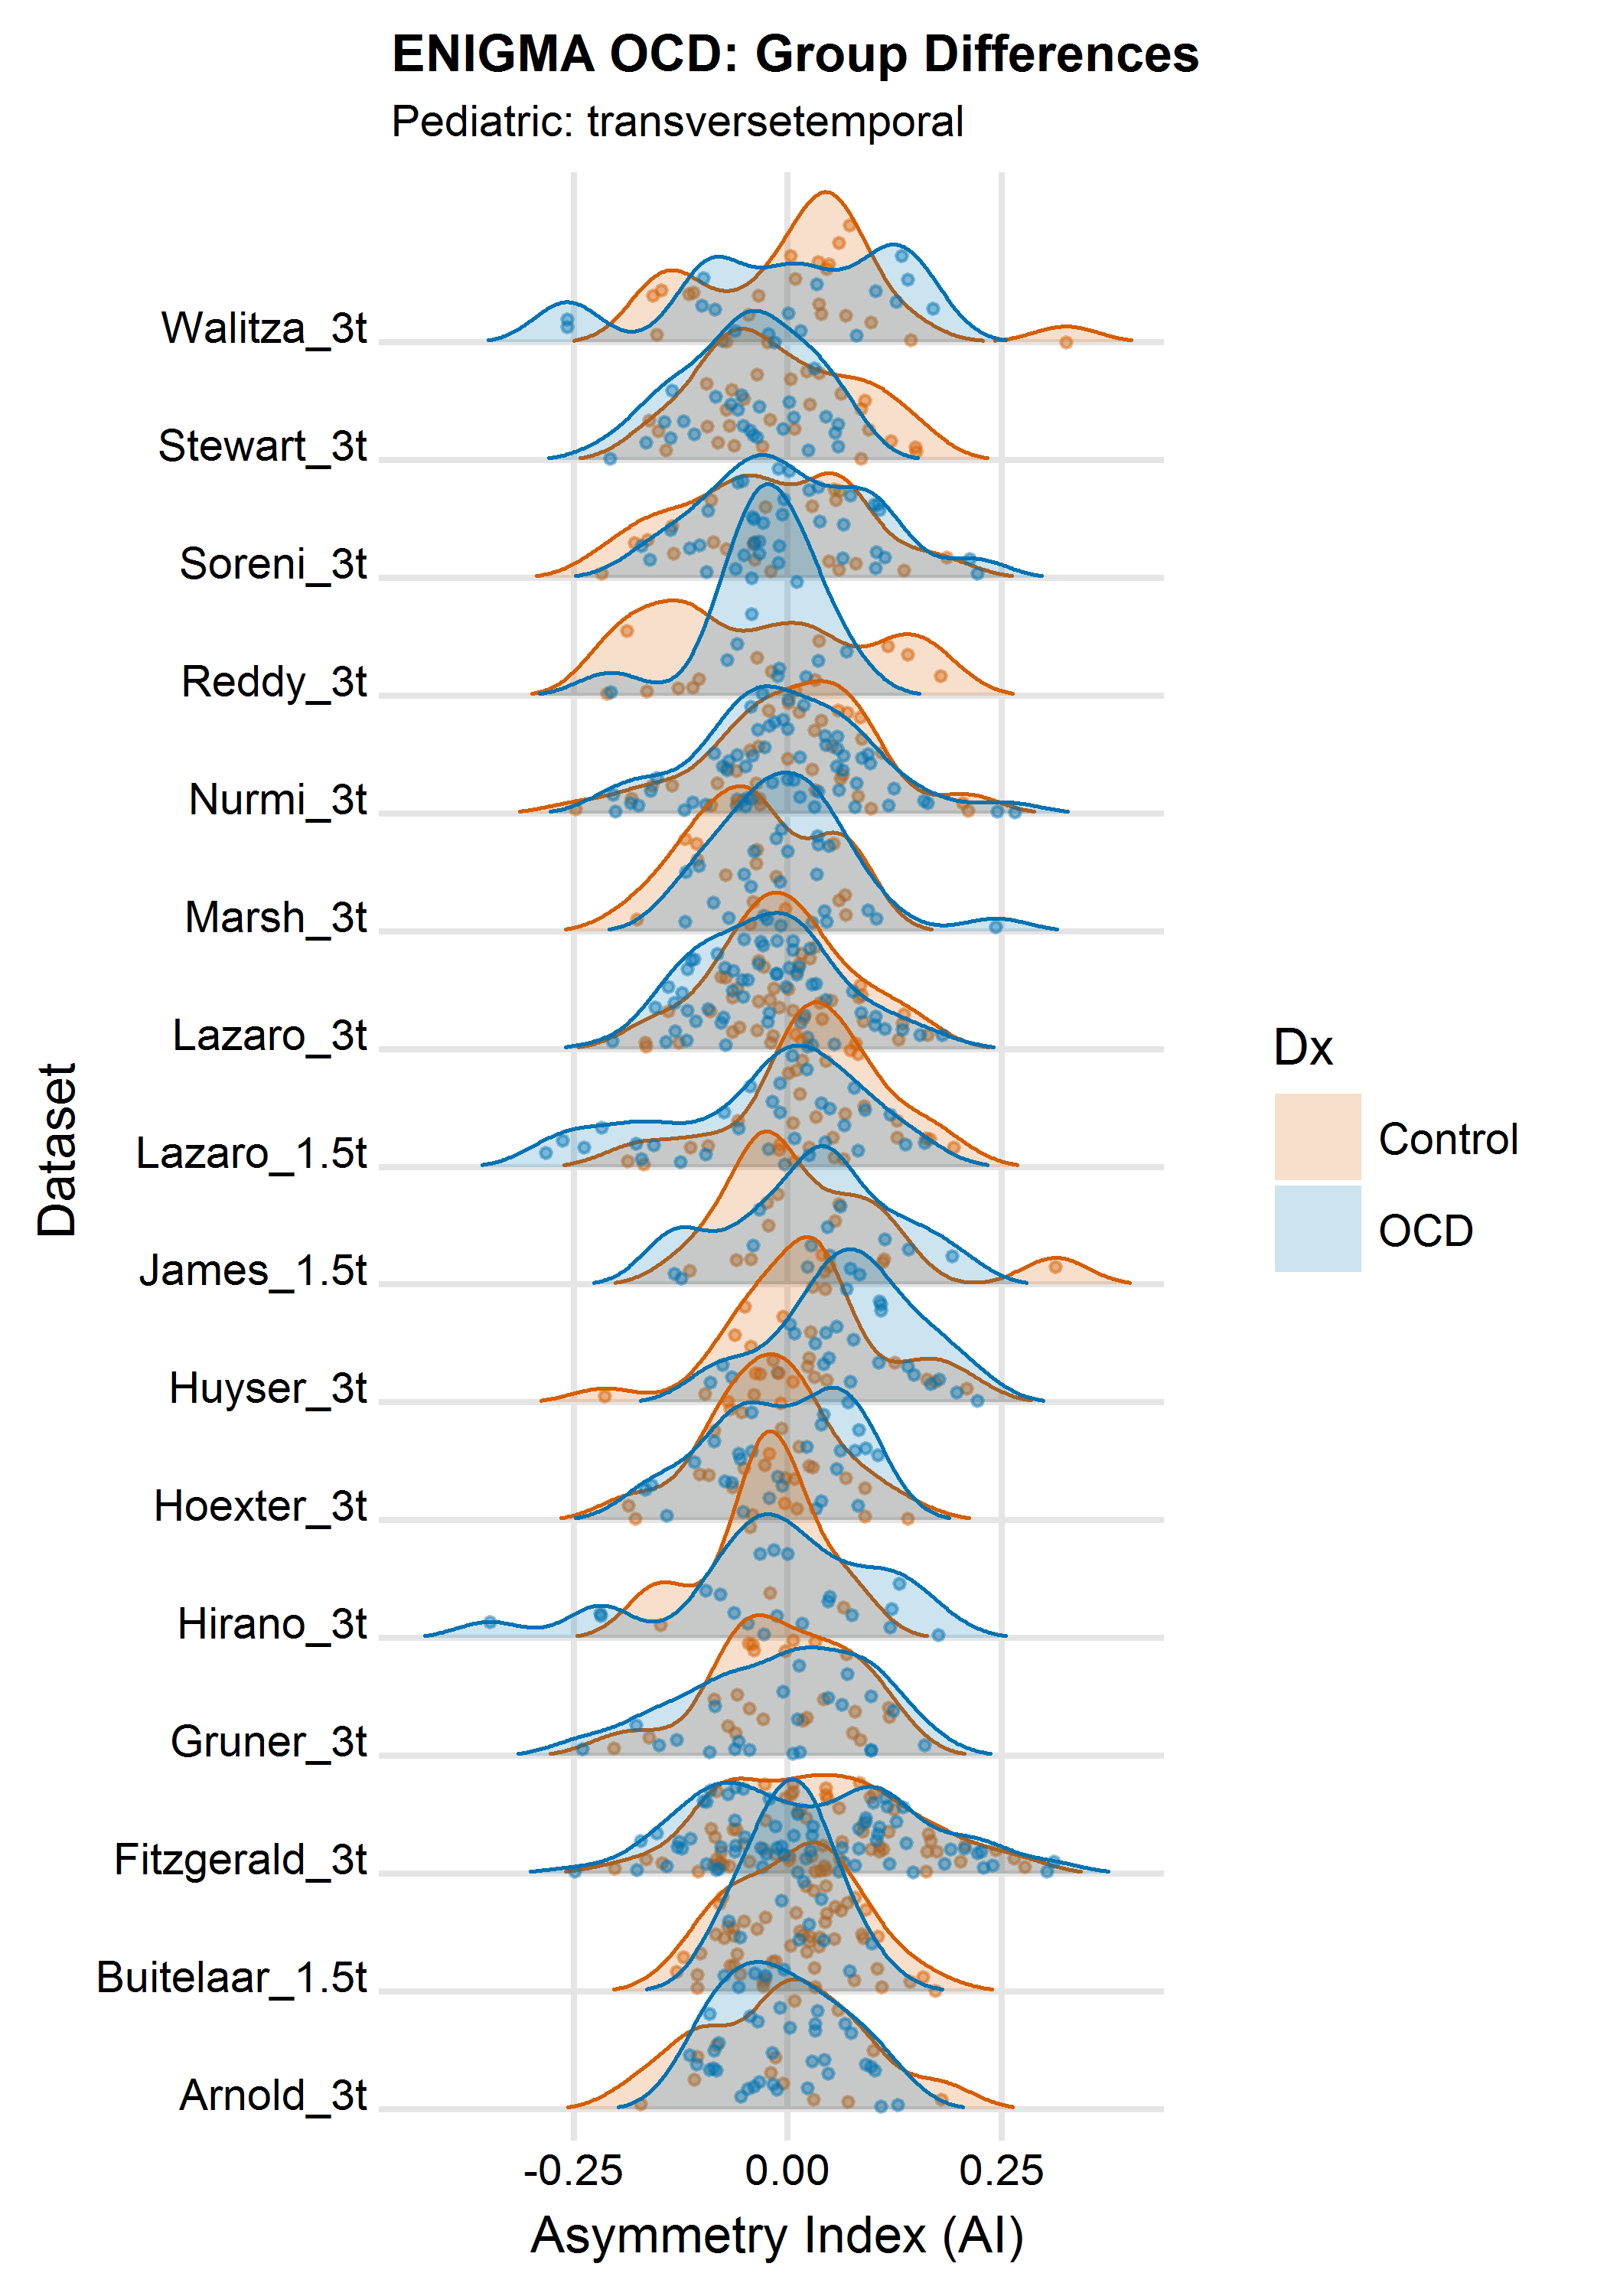 ENIGMA OCD: Group Differences
Pediatric: transversetemporal
Walitza_3t
Stewart_3t
Soreni_3t
Reddy_3t
Nurmi_3t
Marsh_3t
Lazaro_3t
Lazaro_1.5t
James_1.5t
Huyser_3t
Hoexter_3t
Hirano_3t
Gruner_3t
Fitzgerald_3t
Buitelaar_1.5t
Arnold_3t
Dataset
-0.25 0.00 0.25
Asymmetry Index (AI)
Dx
Control
OCD